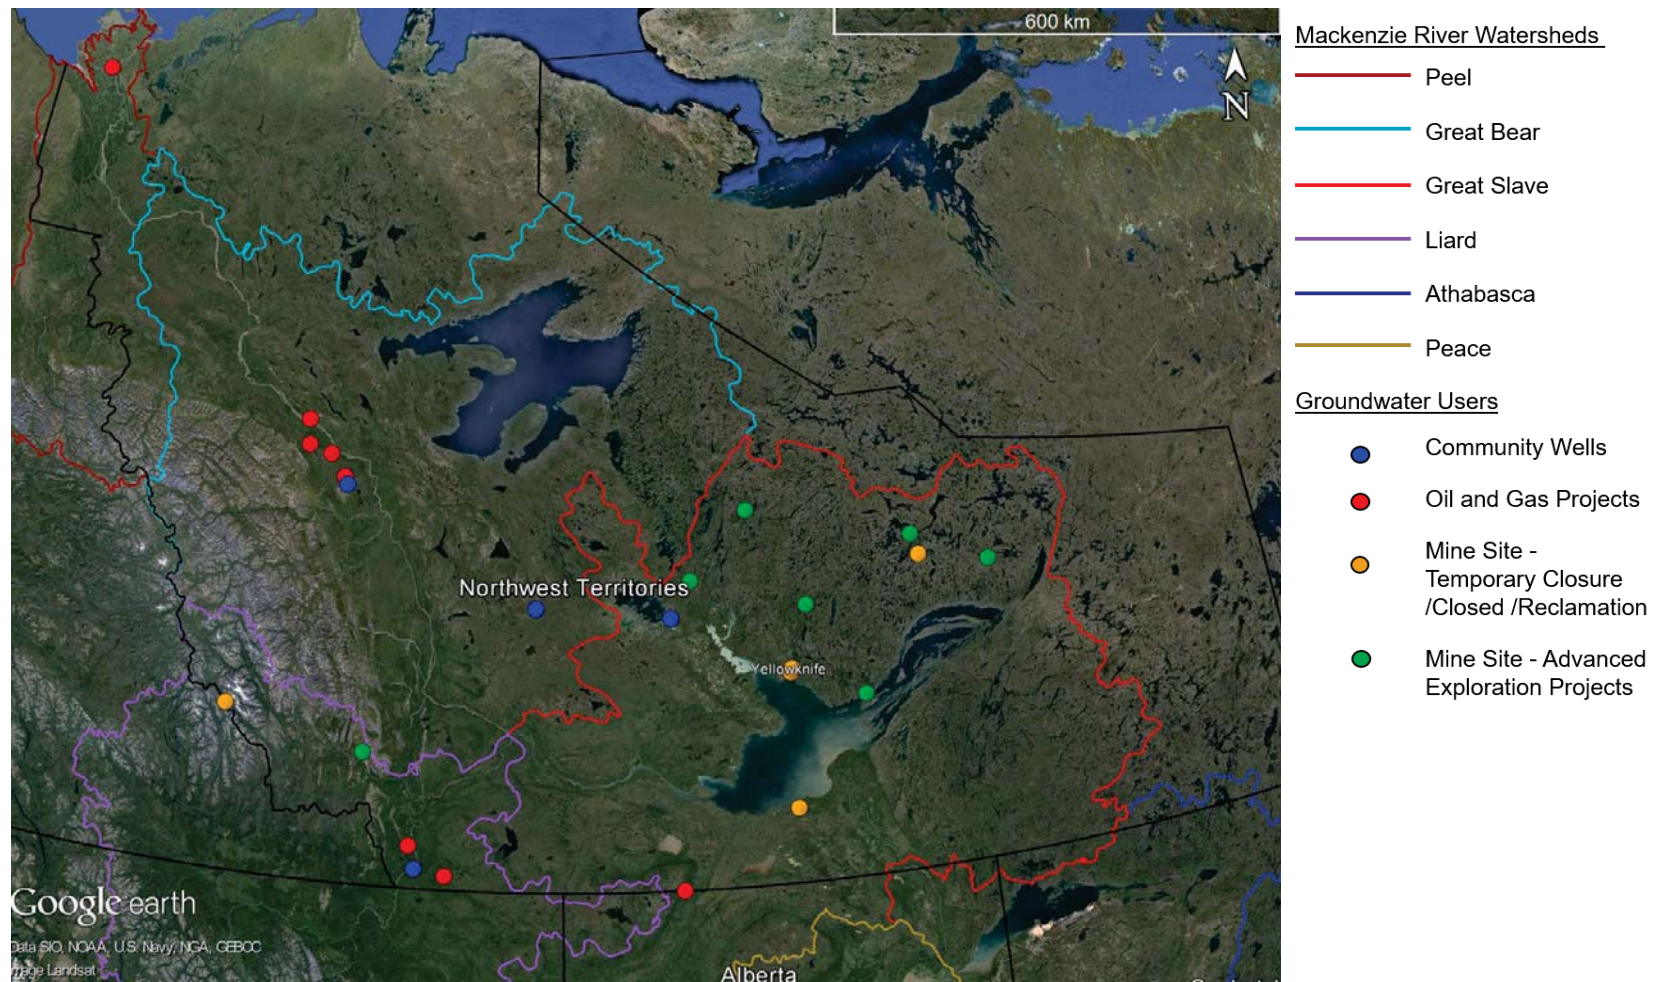 600 km
N
Northwest Territories
Yellowknife
Google earth
Data SIO, NOAA, U.S. Navy, NGA, GEBCO
Image Landsat
Alberta
Mackenzie River Watersheds
Peel
Great Bear
Great Slave
Liard
Athabasca
Peace
Groundwater Users
Community Wells
Oil and Gas Projects
Mine Site -
Temporary Closure
/Closed /Reclamation
Mine Site - Advanced
Exploration Projects